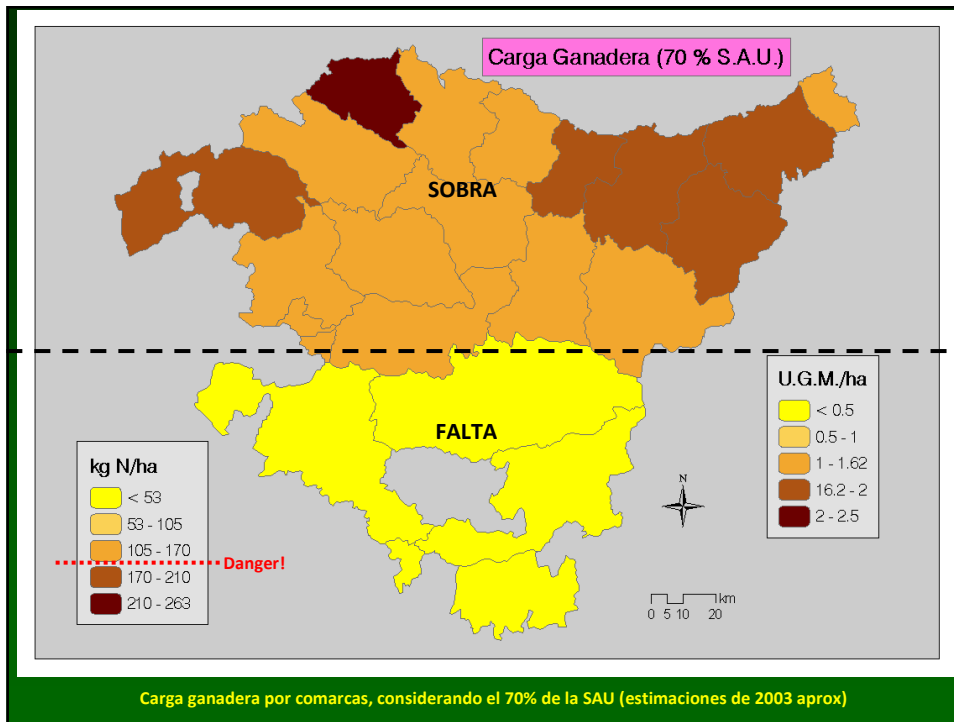 Carga Ganadera (70 % S.A.U.)
SOBRA
FALTA
U.G.M./ha
< 0.5
0.5 - 1
1 - 1.62
16.2 - 2
2 - 2.5
kg N/ha
< 53
53 - 105
105 - 170
Danger!
170 - 210
210 - 263
N
0 5 10 20 km
Carga ganadera por comarcas, considerando el 70% de la SAU (estimaciones de 2003 aprox)